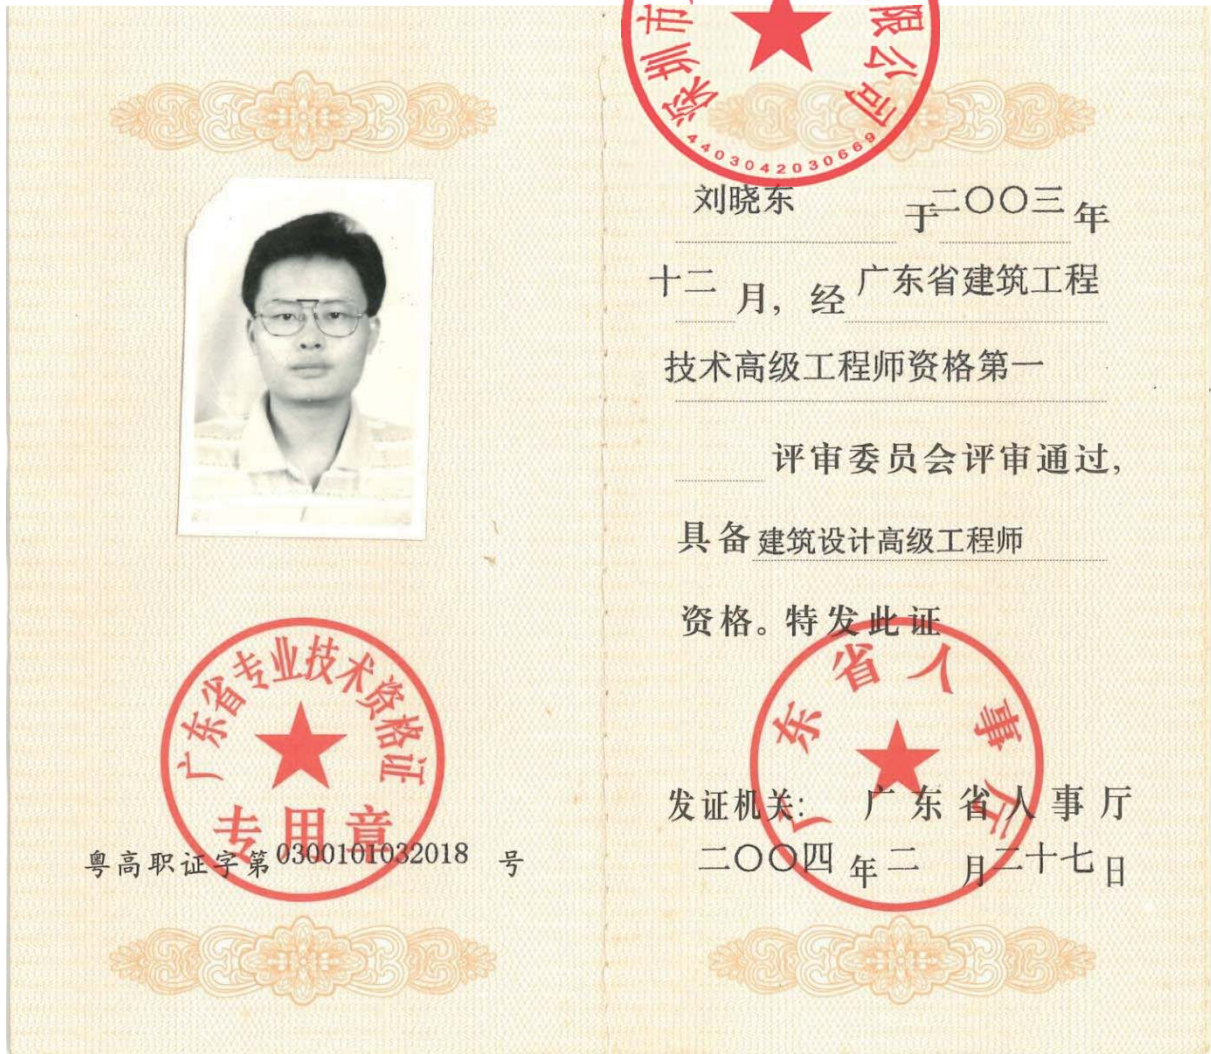 广东省专业技术资格证
专用章
粤高职证字第0300101032018号
深圳市
限公司
4403042030669
刘晓东 于二〇〇三年
十二月，经广东省建筑工程
技术高级工程师资格第一
评审委员会评审通过，
具备建筑设计高级工程师
资格。特发此证
广东省人事厅
发证机关：广东省人事厅
二〇〇四年二月二十七日